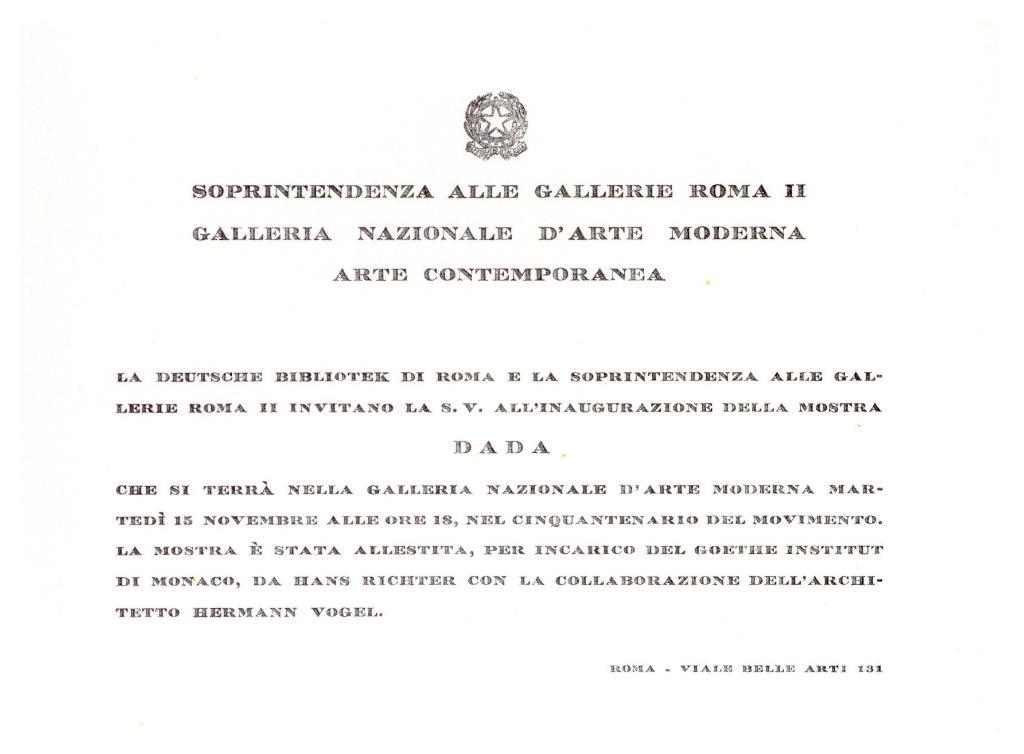 SOPRINTENDENZA ALLE GALLERIE ROMA II
GALLERIA NAZIONALE D'ARTE MODERNA
ARTE CONTEMPORANEA
LA DEUTSCHE BIBLIOTEK DI ROMA E LA SOPRINTENDENZA ALLE GAL-
LERIE ROMA II INVITANO LA S.V. ALL'INAUGURAZIONE DELLA MOSTRA
DADA
CHE SI TERRÀ NELLA GALLERIA NAZIONALE D'ARTE MODERNA MAR-
TEDÌ 15 NOVEMBRE ALLE ORE 18, NEL CINQUANTENARIO DEL MOVIMENTO.
LA MOSTRA È STATA ALLESTITA, PER INCARICO DEL GOETHE INSTITUT
DI MONACO, DA HANS RICHTER CON LA COLLABORAZIONE DELL'ARCHI-
TETTO HERMANN VOGEL.
ROMA - VIALE BELLE ARTI 131